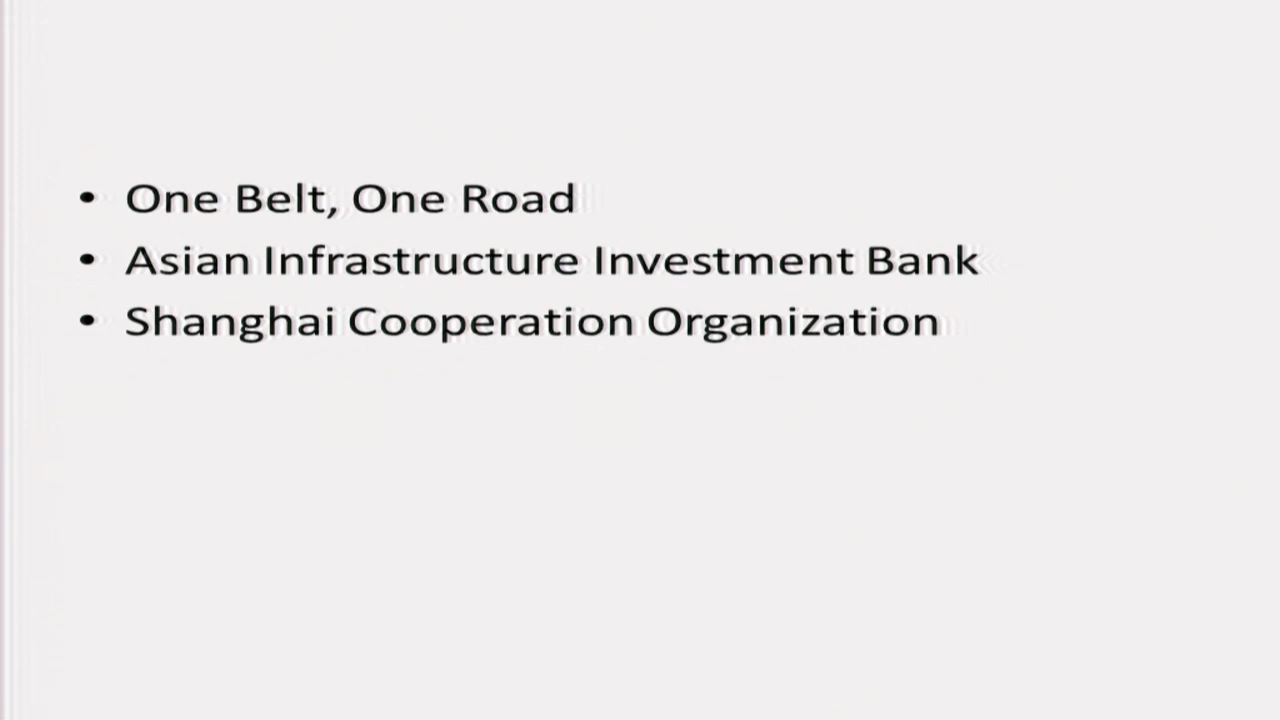 • One Belt, One Road
• Asian Infrastructure Investment Bank
• Shanghai Cooperation Organization